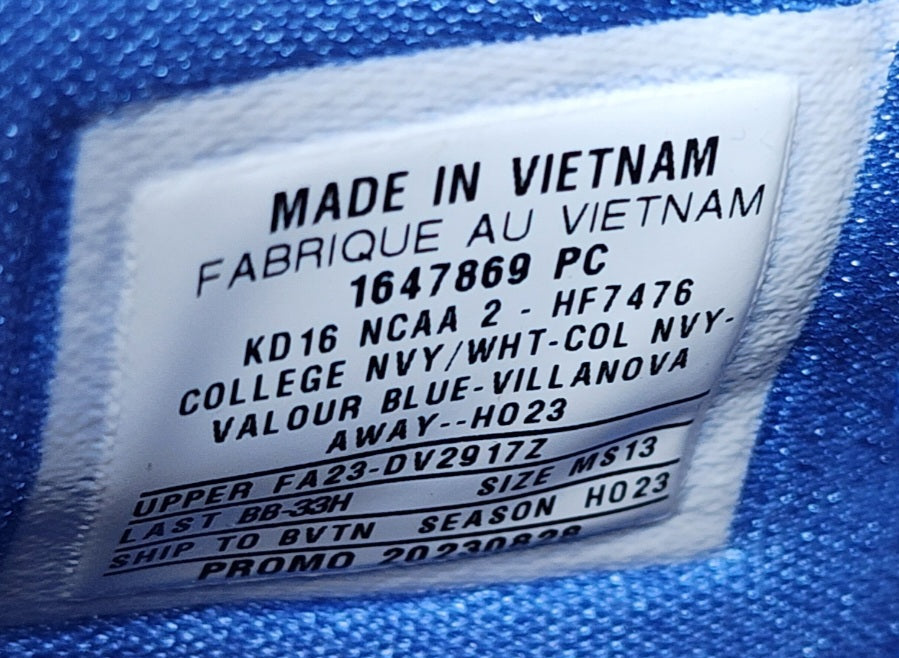 MADE IN VIETNAM
FABRIQUE AU VIETNAM
1647869 PC
KD16 NCAA 2 - HF7476
COLLEGE NVY/WHT-COL NVY-
VALOUR BLUE-VILLANOVA
AWAY--HO23
UPPER FA23-DV2917Z
LAST BB-33H SIZE MS13
SHIP TO BVTN SEASON HO23
PROMO 20230828